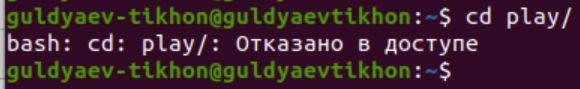 guldyaev-tikhon@guldyaevtikhon:~$ cd play/
bash: cd: play/: Отказано в доступе
guldyaev-tikhon@guldyaevtikhon:~$